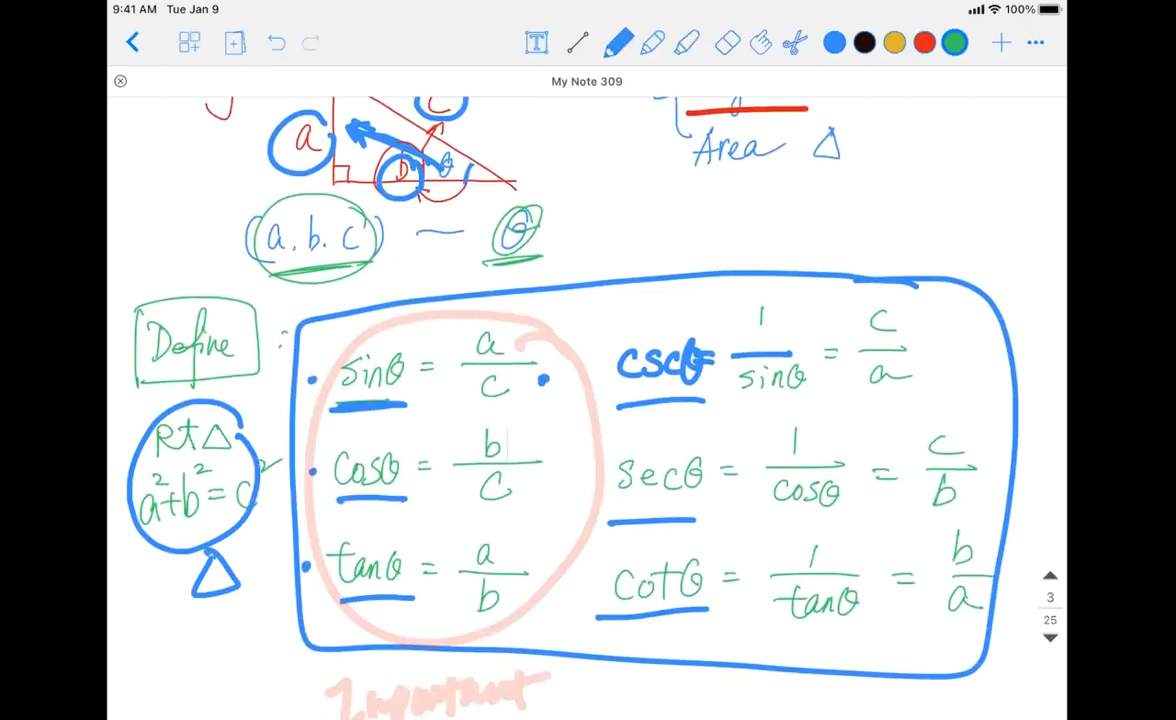 9:41 AM Tue Jan 9
100%
T
My Note 309
C
a
b θ
Area Δ
(a, b, c) — θ
Define :
sinθ = a/c
cscθ = 1/sinθ = c/a
Rt Δ
a²+b² = c²
cosθ = b/c
secθ = 1/cosθ = c/b
tanθ = a/b
cotθ = 1/tanθ = b/a
Δ
3
25
Important